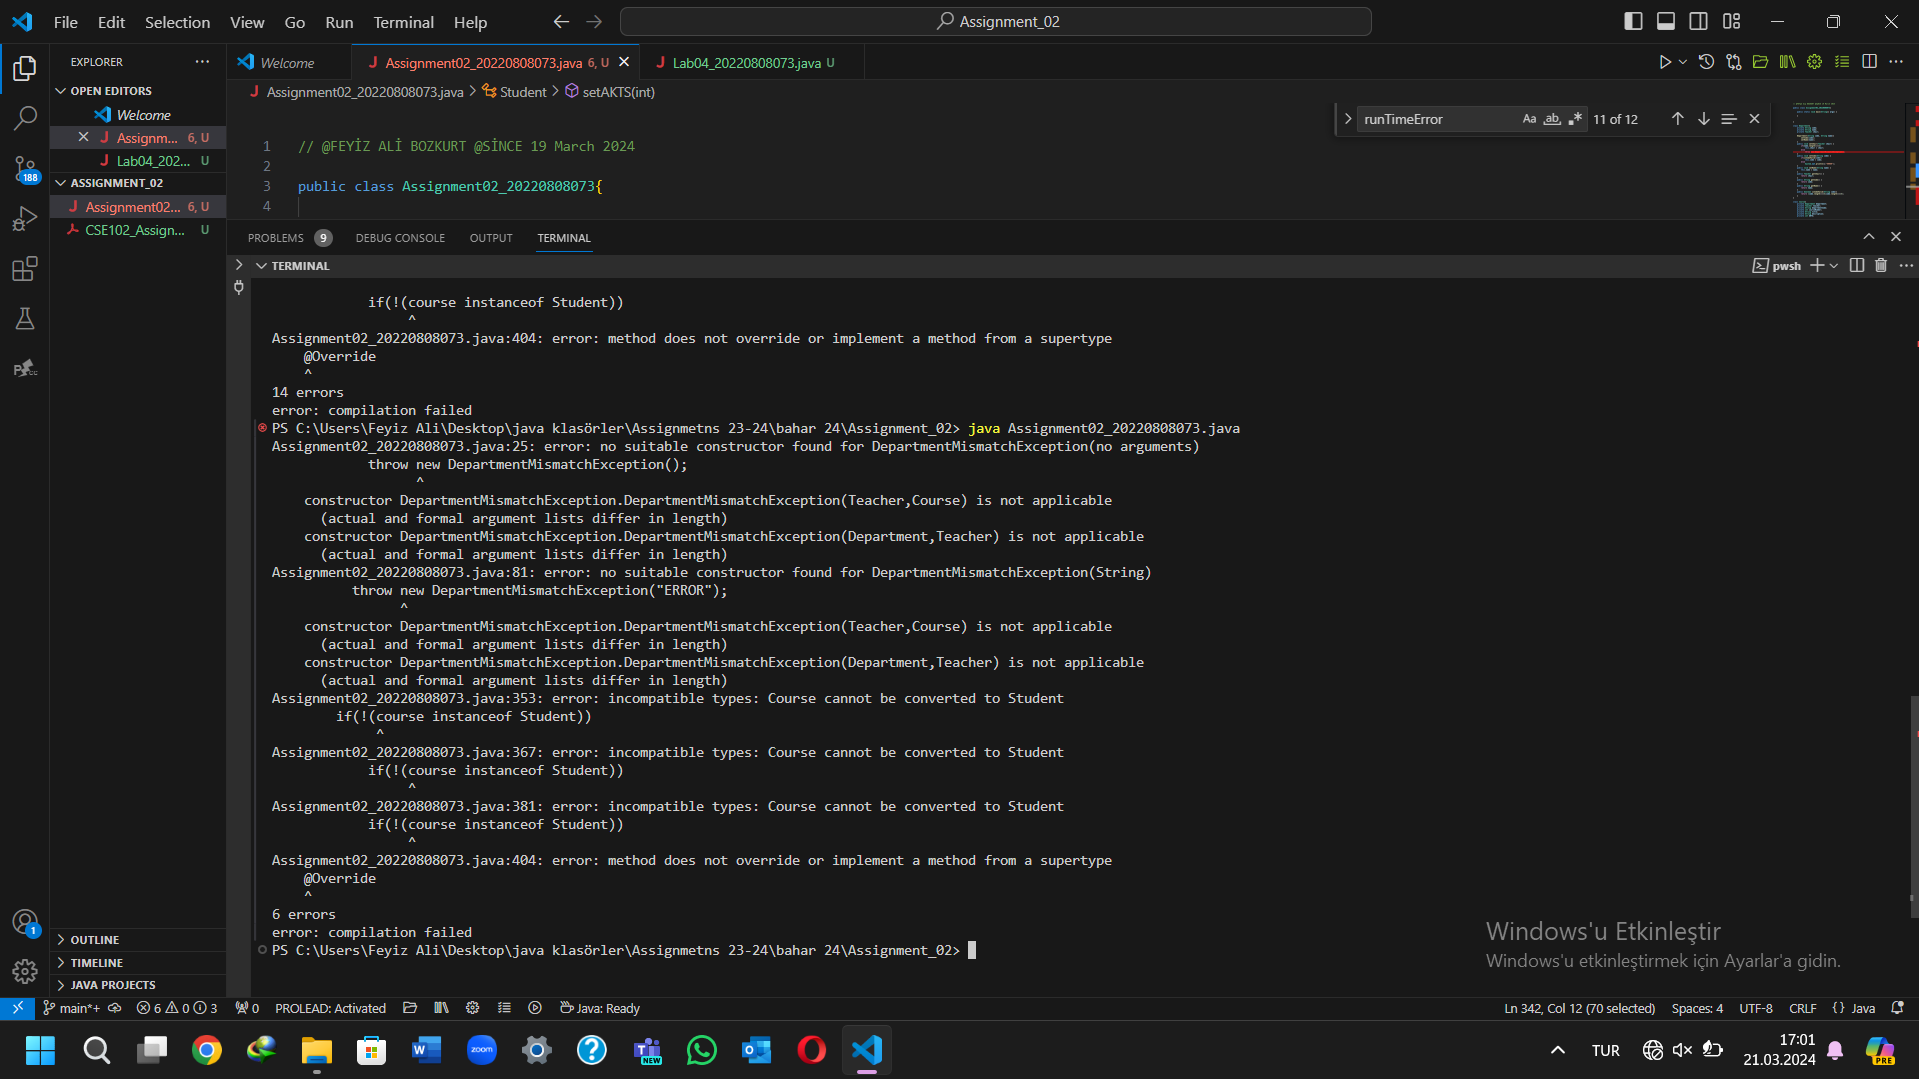 File Edit Selection View Go Run Terminal Help
Assignment_02
EXPLORER
Welcome
Assignment02_20220808073.java 6, U
Lab04_20220808073.java U
OPEN EDITORS
Welcome
Assignm... 6, U
Lab04_202... U
188
ASSIGNMENT_02
Assignment02... 6, U
CSE102_Assign... U
Assignment02_20220808073.java > Student > setAKTS(int)
runTimeError Aa ab 11 of 12
1 // @FEYİZ ALİ BOZKURT @SİNCE 19 March 2024
2
3 public class Assignment02_20220808073{
4
PROBLEMS 9 DEBUG CONSOLE OUTPUT TERMINAL
TERMINAL
pwsh
if(!(course instanceof Student))
^
Assignment02_20220808073.java:404: error: method does not override or implement a method from a supertype
@Override
^
14 errors
error: compilation failed
PS C:\Users\Feyiz Ali\Desktop\java klasörler\Assignmetns 23-24\bahar 24\Assignment_02> java Assignment02_20220808073.java
Assignment02_20220808073.java:25: error: no suitable constructor found for DepartmentMismatchException(no arguments)
throw new DepartmentMismatchException();
^
constructor DepartmentMismatchException.DepartmentMismatchException(Teacher,Course) is not applicable
(actual and formal argument lists differ in length)
constructor DepartmentMismatchException.DepartmentMismatchException(Department,Teacher) is not applicable
(actual and formal argument lists differ in length)
Assignment02_20220808073.java:81: error: no suitable constructor found for DepartmentMismatchException(String)
throw new DepartmentMismatchException("ERROR");
^
constructor DepartmentMismatchException.DepartmentMismatchException(Teacher,Course) is not applicable
(actual and formal argument lists differ in length)
constructor DepartmentMismatchException.DepartmentMismatchException(Department,Teacher) is not applicable
(actual and formal argument lists differ in length)
Assignment02_20220808073.java:353: error: incompatible types: Course cannot be converted to Student
if(!(course instanceof Student))
^
Assignment02_20220808073.java:367: error: incompatible types: Course cannot be converted to Student
if(!(course instanceof Student))
^
Assignment02_20220808073.java:381: error: incompatible types: Course cannot be converted to Student
if(!(course instanceof Student))
^
Assignment02_20220808073.java:404: error: method does not override or implement a method from a supertype
@Override
^
6 errors
error: compilation failed
PS C:\Users\Feyiz Ali\Desktop\java klasörler\Assignmetns 23-24\bahar 24\Assignment_02>
Windows'u Etkinleştir
Windows'u etkinleştirmek için Ayarlar'a gidin.
1
OUTLINE
TIMELINE
JAVA PROJECTS
main*+ 6 0 3 0 PROLEAD: Activated Java: Ready
Ln 342, Col 12 (70 selected) Spaces: 4 UTF-8 CRLF {} Java
zoom
NEW
TUR
17:01
21.03.2024
PRE